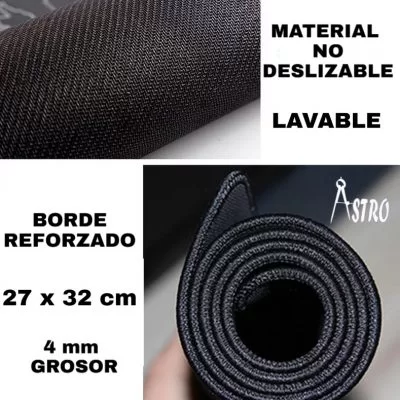 MATERIAL
NO
DESLIZABLE
LAVABLE
ASTRO
BORDE
REFORZADO
27 x 32 cm
4 mm
GROSOR